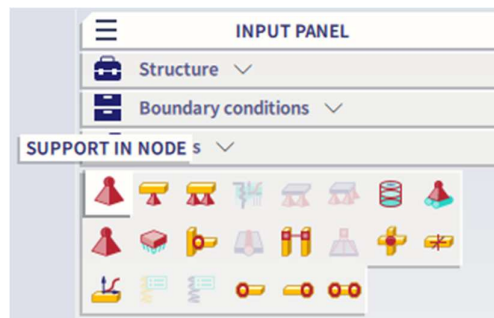 INPUT PANEL
Structure
Boundary conditions
SUPPORT IN NODE s